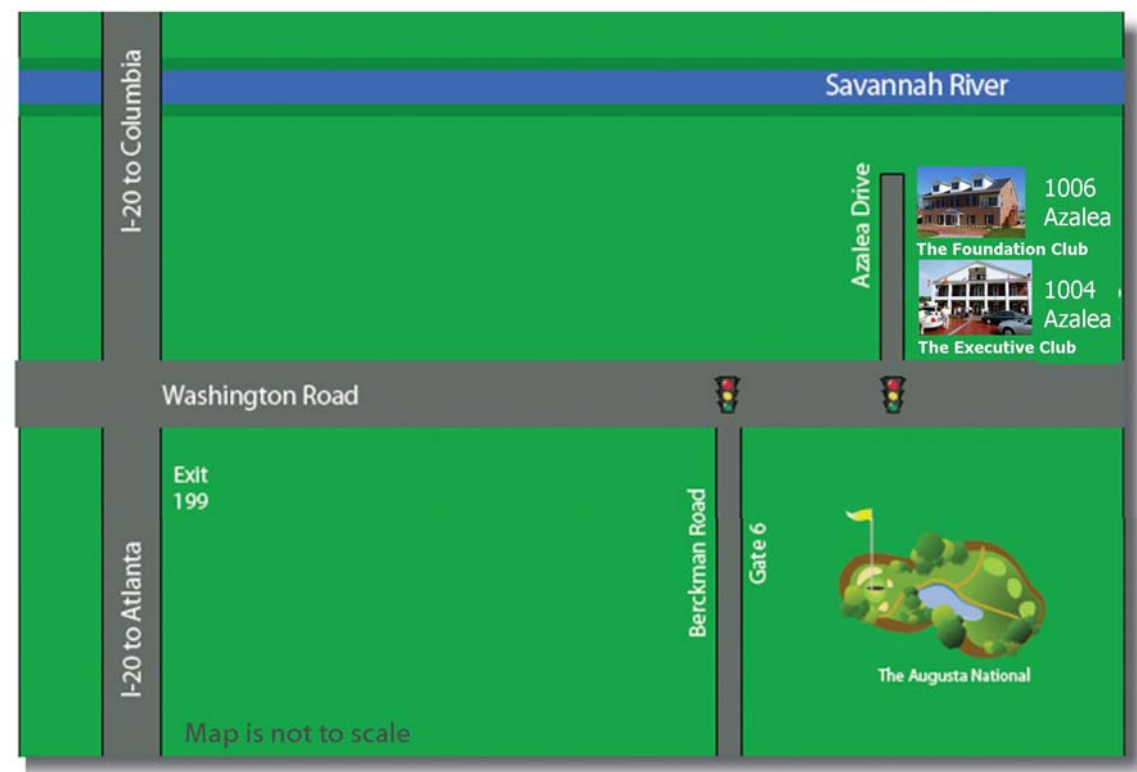 Savannah River
I-20 to Columbia
Azalea Drive
1006
Azalea
The Foundation Club
1004
Azalea
The Executive Club
Washington Road
Exit
199
I-20 to Atlanta
Berckman Road
Gate 6
The Augusta National
Map is not to scale